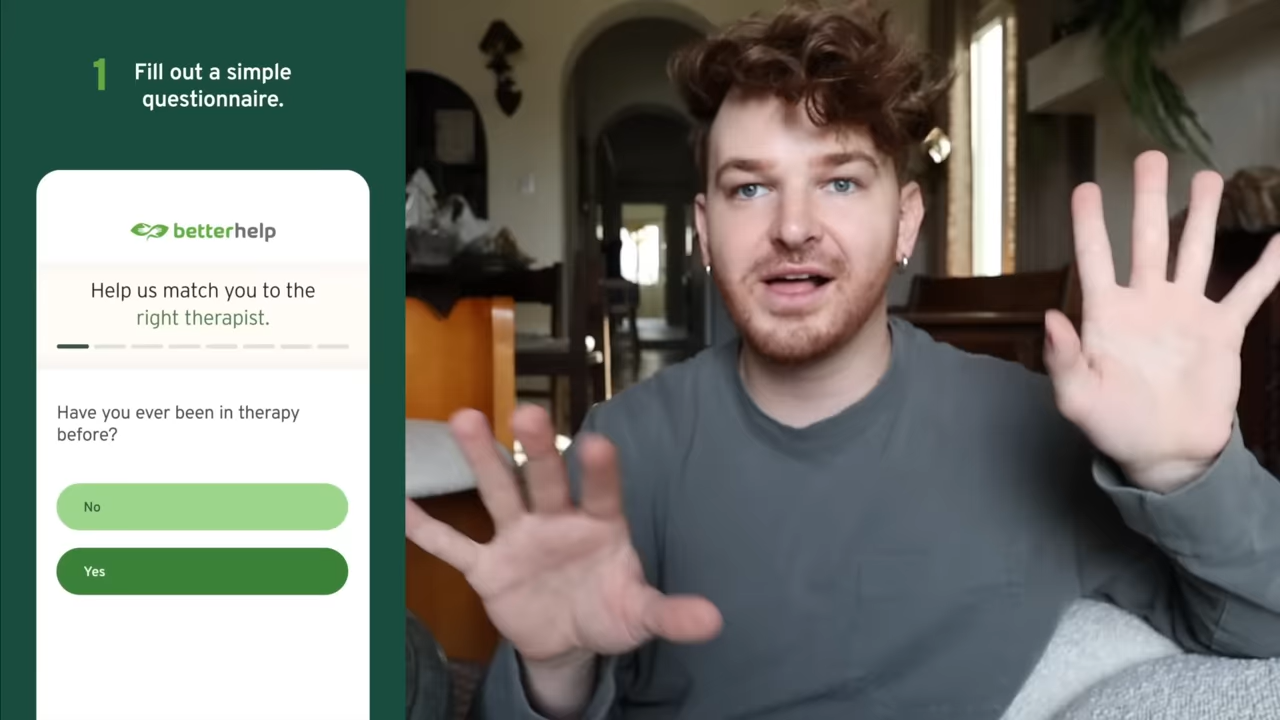 1 Fill out a simple
questionnaire.
betterhelp
Help us match you to the
right therapist.
Have you ever been in therapy
before?
No
Yes